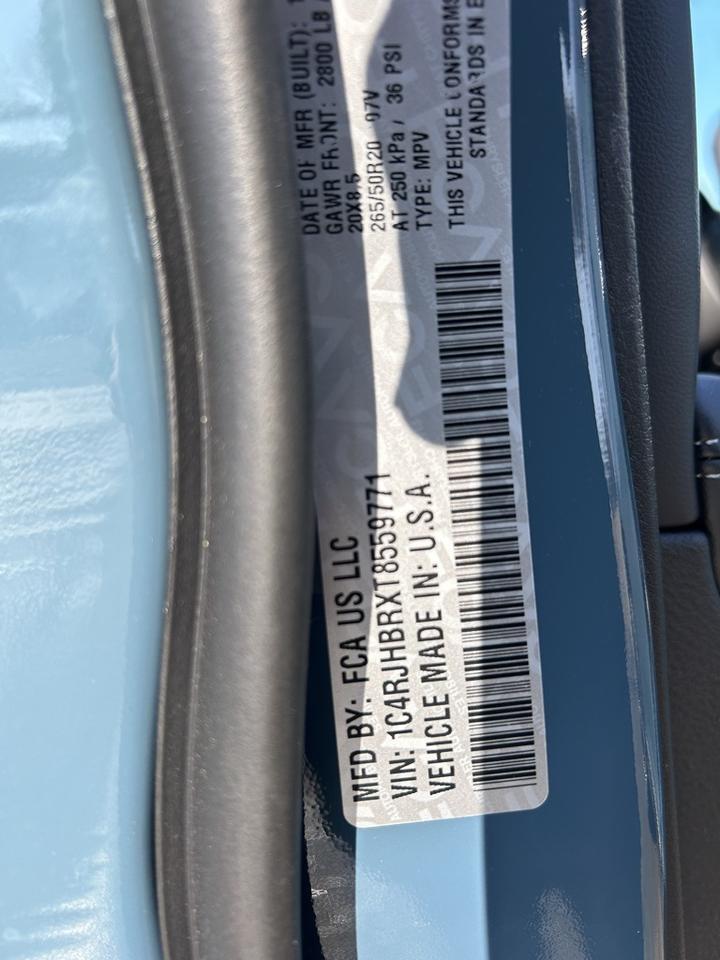 MFD BY: FCA US LLC
VIN: 1C4RJHBRXT8559771
VEHICLE MADE IN: U.S.A.
DATE OF MFR (BUILT):
GAWR FRONT: 2800 LB
20X8.5
265/50R20 107V
AT 250 kPa / 36 PSI
TYPE: MPV
THIS VEHICLE CONFORMS
STANDARDS IN